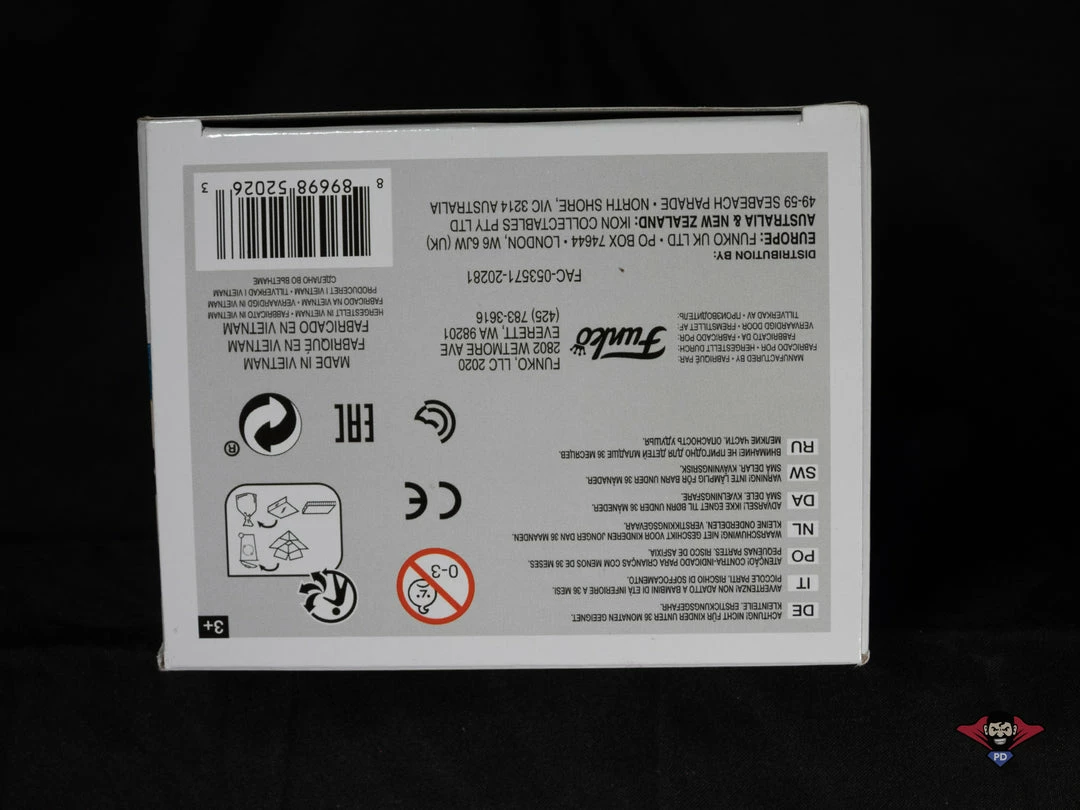 DE
ACHTUNG! NICHT FÜR KINDER UNTER 36 MONATEN GEEIGNET.
KLEINTEILE. ERSTICKUNGSGEFAHR.
IT
AVVERTENZA! NON ADATTO A BAMBINI DI ETÀ INFERIORE A 36 MESI.
PICCOLE PARTI. RISCHIO DI SOFFOCAMENTO.
PO
ATENÇÃO! CONTRA-INDICADO PARA CRIANÇAS COM MENOS DE 36 MESES.
PEQUENAS PARTES. RISCO DE ASFIXIA.
NL
WAARSCHUWING! NIET GESCHIKT VOOR KINDEREN JONGER DAN 36 MAANDEN.
KLEINE ONDERDELEN. VERSTIKKINGSGEVAAR.
DA
ADVARSEL! IKKE EGNET TIL BØRN UNDER 36 MÅNEDER.
SMÅ DELE. KVÆLNINGSFARE.
SW
VARNING! INTE LÄMPLIG FÖR BARN UNDER 36 MÅNADER.
SMÅ DELAR. KVÄVNINGSRISK.
RU
ВНИМАНИЕ! НЕ ПРИГОДНО ДЛЯ ДЕТЕЙ МЛАДШЕ 36 МЕСЯЦЕВ.
МЕЛКИЕ ЧАСТИ. ОПАСНОСТЬ УДУШЬЯ.
0-3
3+
CE
EAC
®
MANUFACTURED BY • FABRIQUÉ PAR:
FABRICADO POR • HERGESTELLT DURCH:
FABBRICATO DA • FABRICADO POR:
VERVAARDIGD DOOR • FREMSTILLET AF:
TILLVERKAD AV • ПРОИЗВОДИТЕЛЬ:
Funko
FUNKO, LLC 2020
2802 WETMORE AVE
EVERETT, WA 98201
(425) 783-3616
MADE IN VIETNAM
FABRIQUÉ EN VIETNAM
FABRICADO EN VIETNAM
HERGESTELLT IN VIETNAM • FABBRICATO IN VIETNAM
FABRICADO NA VIETNAM • VERVAARDIGD IN VIETNAM
PRODUCERET I VIETNAM • TILLVERKAD I VIETNAM
СДЕЛАНО ВО ВЬЕТНАМЕ
FAC-053571-20281
DISTRIBUTION BY:
EUROPE: FUNKO UK LTD • PO BOX 74644 • LONDON, W6 6JW (UK)
AUSTRALIA & NEW ZEALAND: IKON COLLECTABLES PTY LTD
49-59 SEABEACH PARADE • NORTH SHORE, VIC 3214 AUSTRALIA
8 89698 52026 3
PD